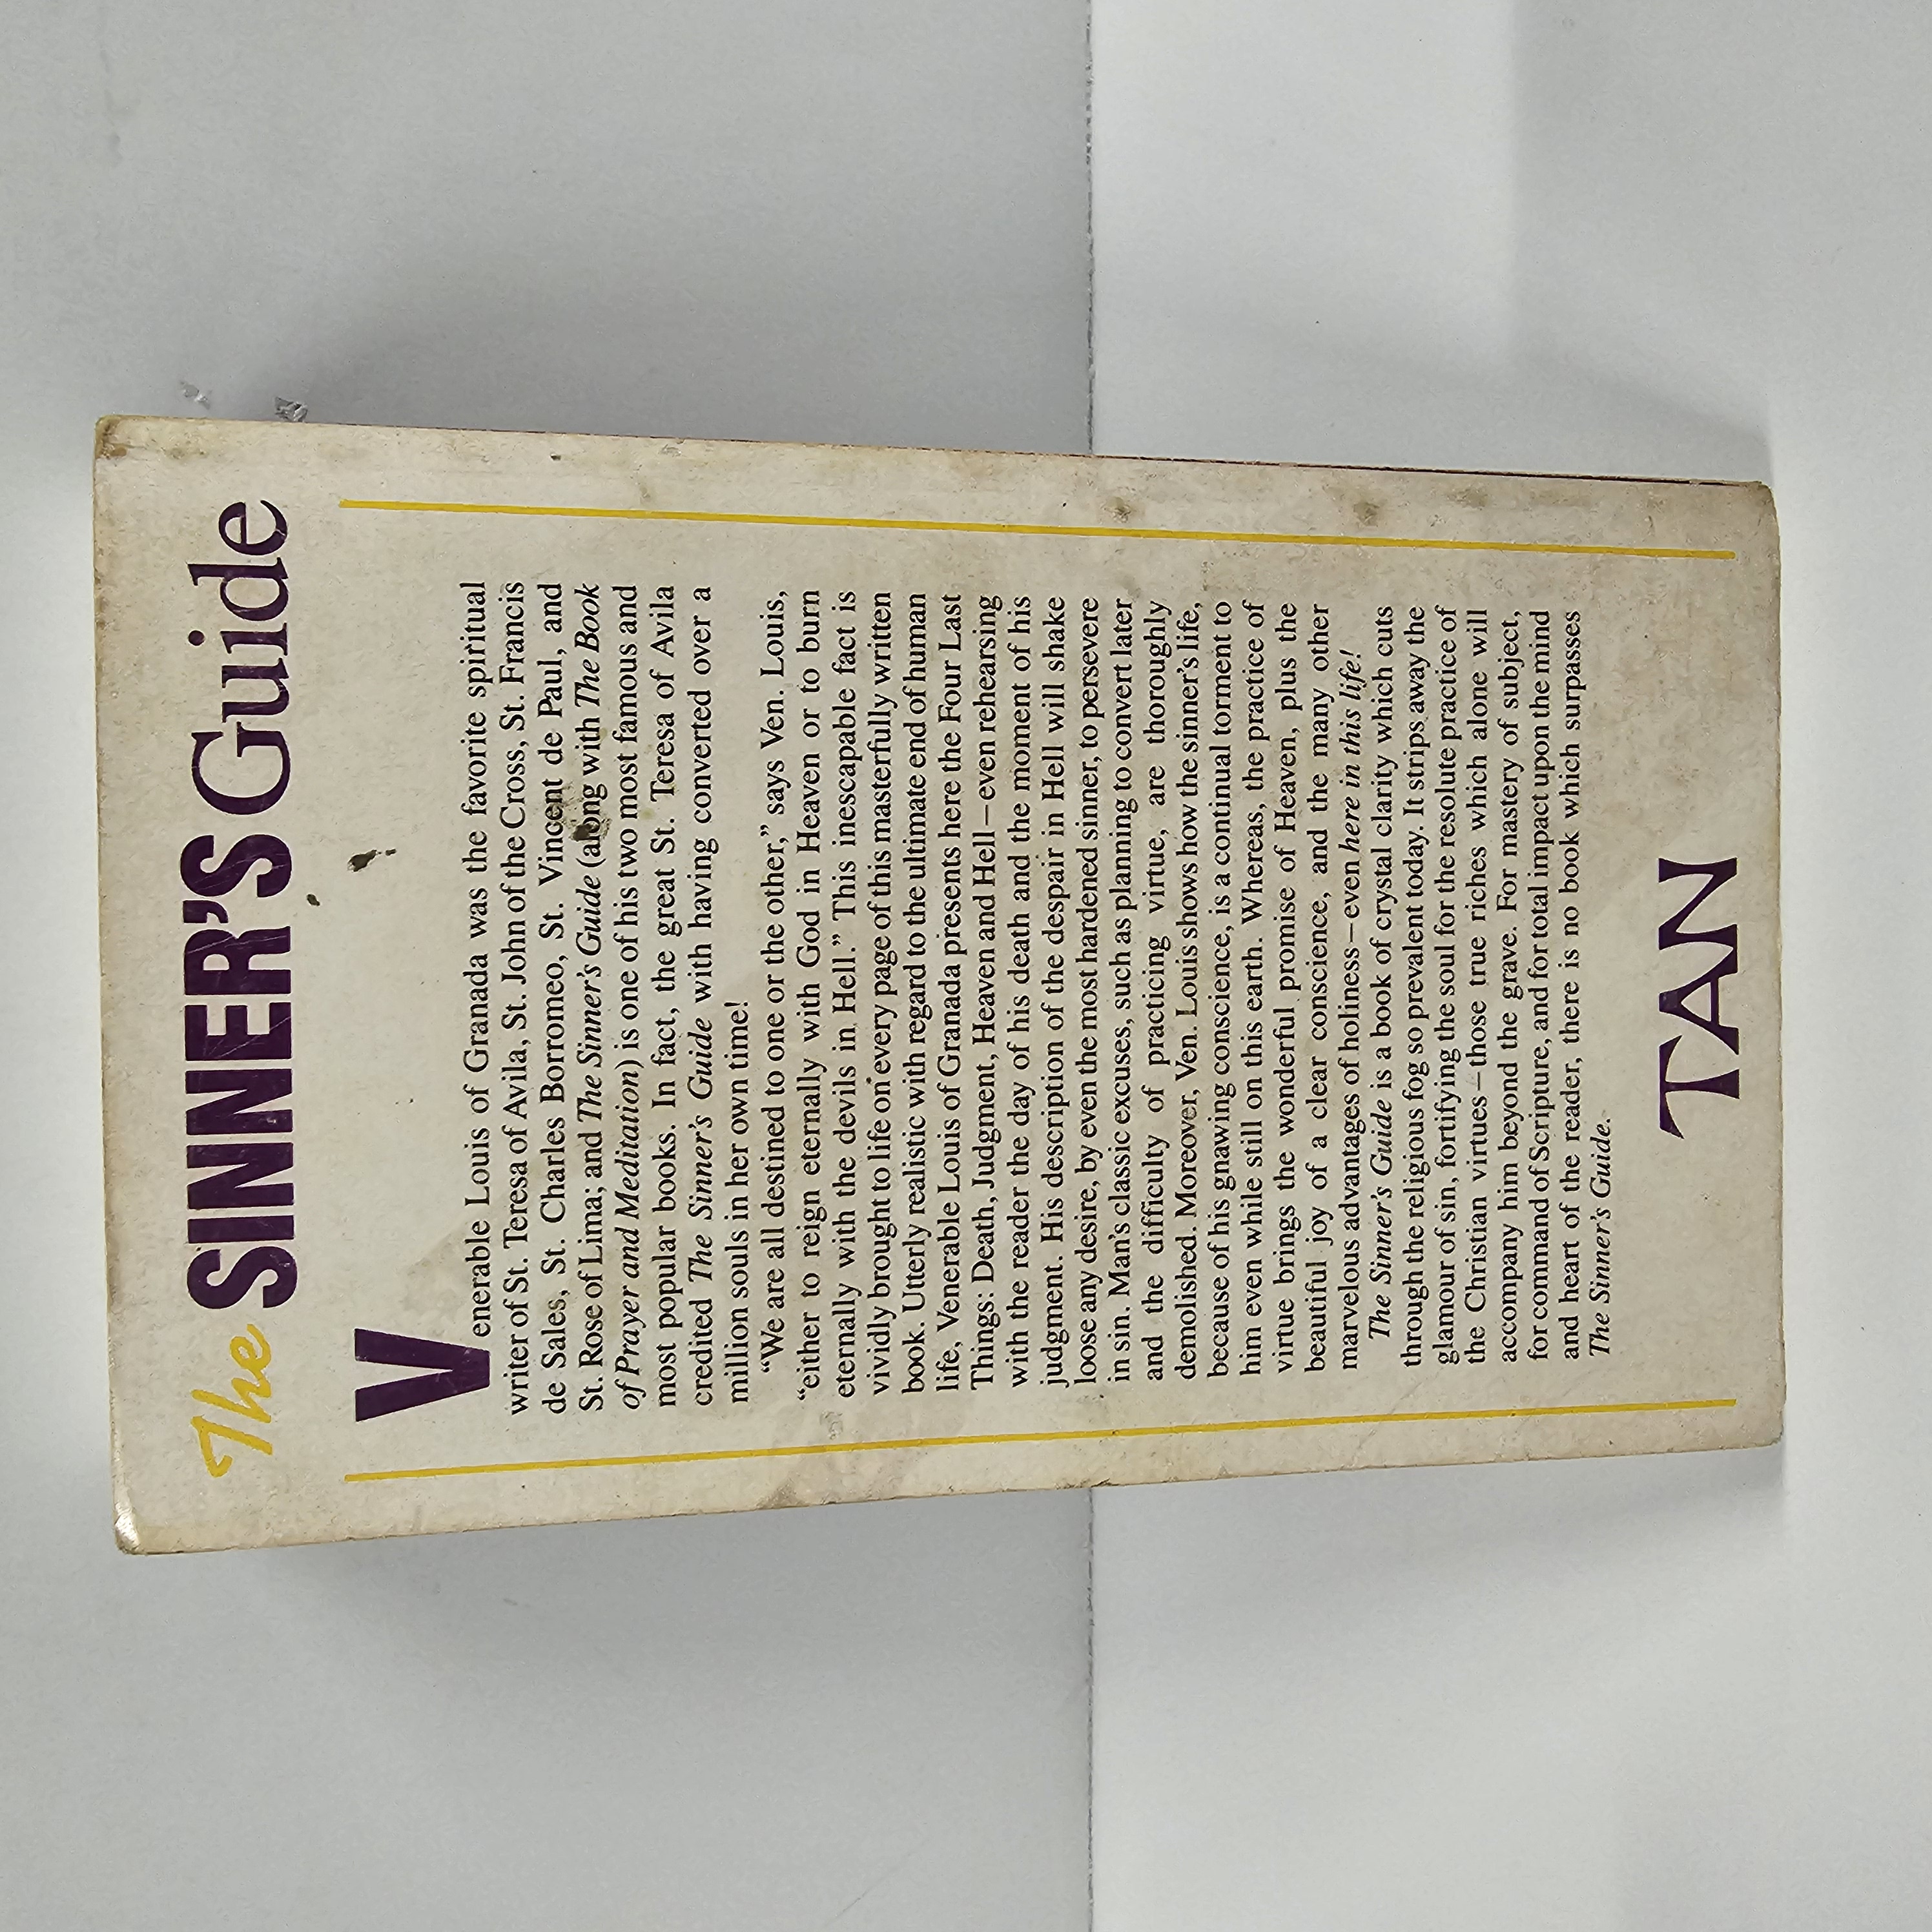 The SINNER'S Guide
Venerable Louis of Granada was the favorite spiritual
writer of St. Teresa of Avila, St. John of the Cross, St. Francis
de Sales, St. Charles Borromeo, St. Vincent de Paul, and
St. Rose of Lima; and The Sinner's Guide (along with The Book
of Prayer and Meditation) is one of his two most famous and
most popular books. In fact, the great St. Teresa of Avila
credited The Sinner's Guide with having converted over a
million souls in her own time!
“We are all destined to one or the other,” says Ven. Louis,
“either to reign eternally with God in Heaven or to burn
eternally with the devils in Hell.” This inescapable fact is
vividly brought to life on every page of this masterfully written
book. Utterly realistic with regard to the ultimate end of human
life, Venerable Louis of Granada presents here the Four Last
Things: Death, Judgment, Heaven and Hell—even rehearsing
with the reader the day of his death and the moment of his
judgment. His description of the despair in Hell will shake
loose any desire, by even the most hardened sinner, to persevere
in sin. Man's classic excuses, such as planning to convert later
and the difficulty of practicing virtue, are thoroughly
demolished. Moreover, Ven. Louis shows how the sinner's life,
because of his gnawing conscience, is a continual torment to
him even while still on this earth. Whereas, the practice of
virtue brings the wonderful promise of Heaven, plus the
beautiful joy of a clear conscience, and the many other
marvelous advantages of holiness—even here in this life!
The Sinner's Guide is a book of crystal clarity which cuts
through the religious fog so prevalent today. It strips away the
glamour of sin, fortifying the soul for the resolute practice of
the Christian virtues—those true riches which alone will
accompany him beyond the grave. For mastery of subject,
for command of Scripture, and for total impact upon the mind
and heart of the reader, there is no book which surpasses
The Sinner's Guide.
TAN